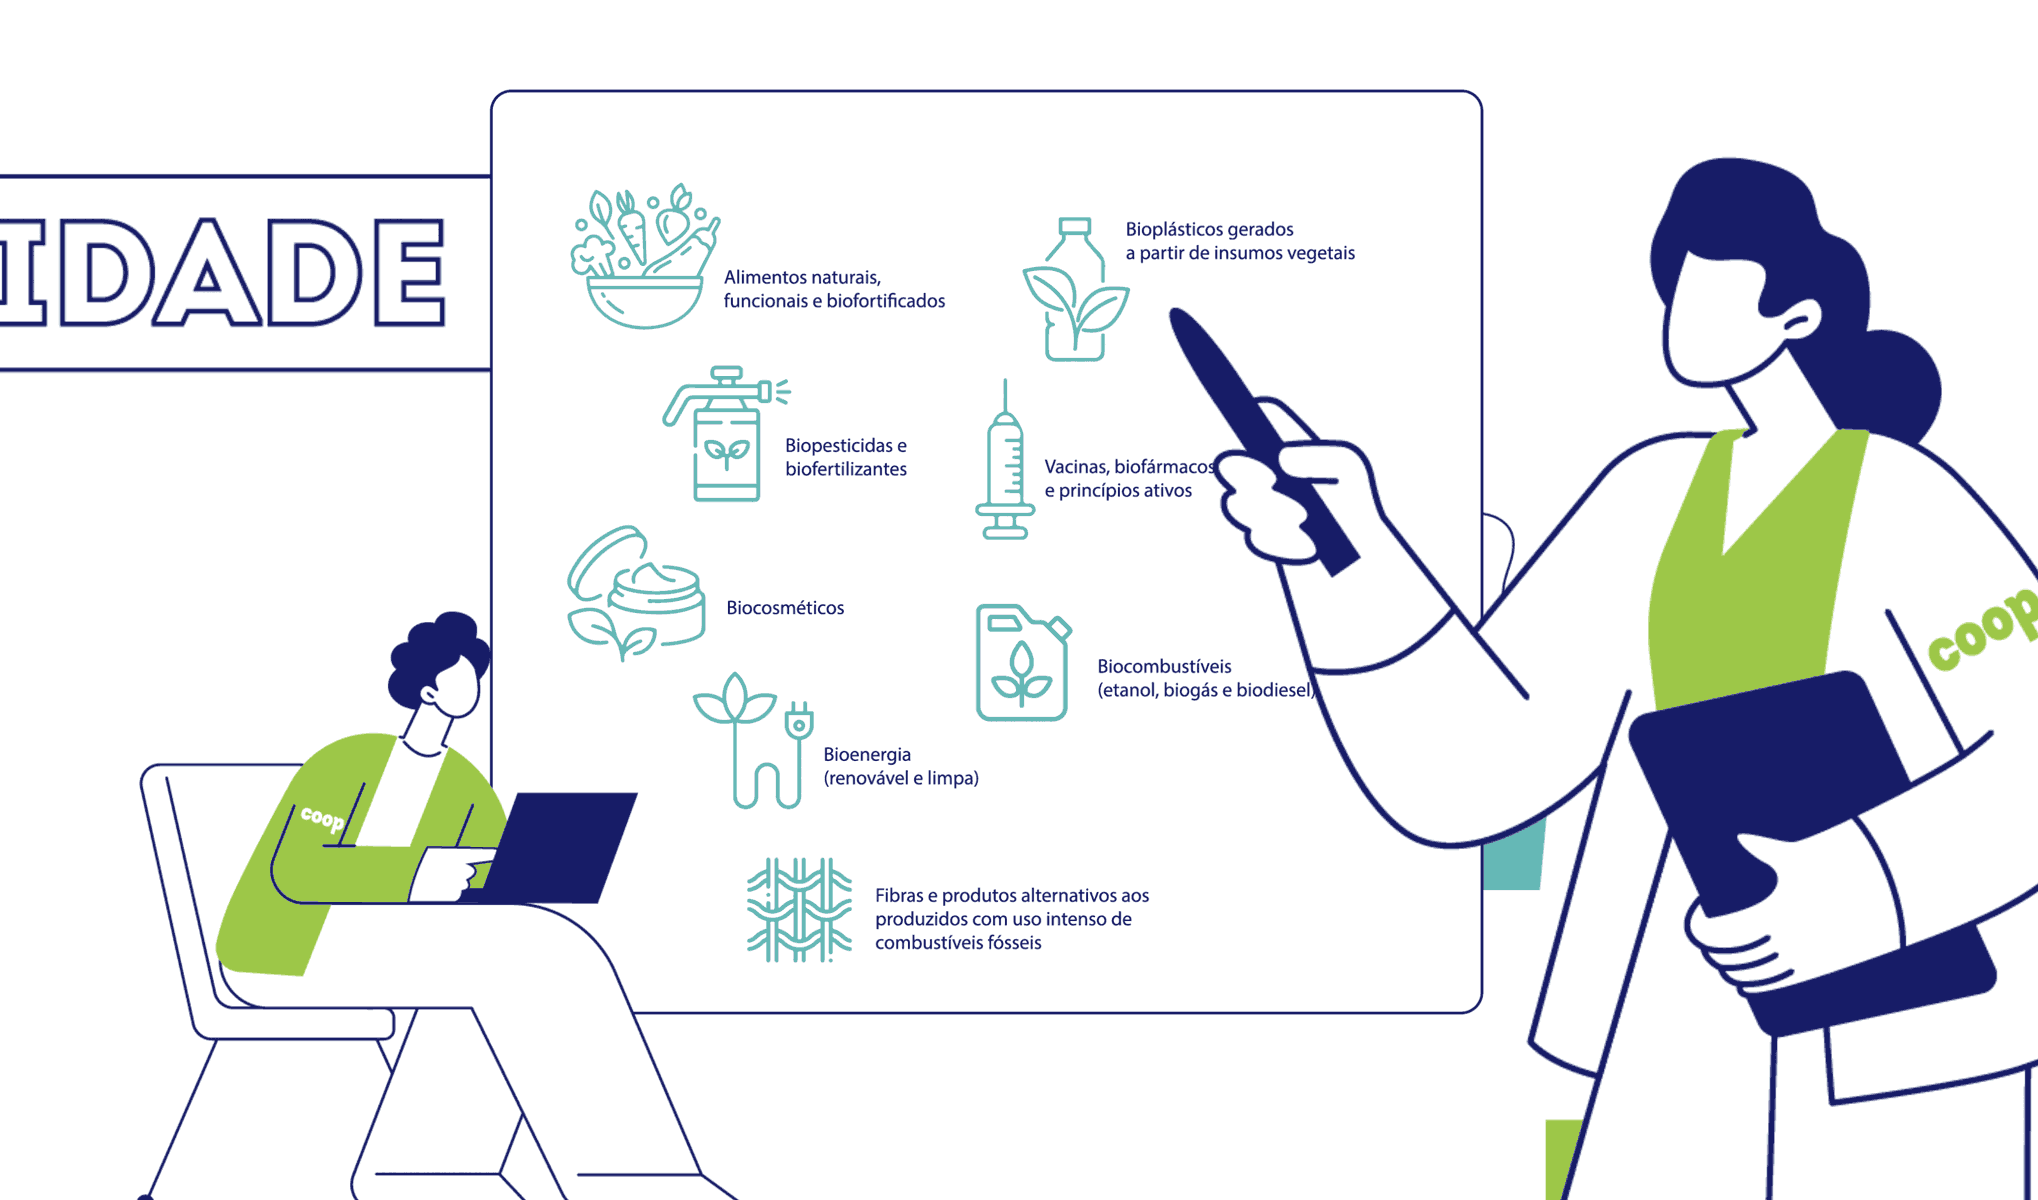 IDADE
Alimentos naturais,
funcionais e biofortificados
Bioplásticos gerados
a partir de insumos vegetais
Biopesticidas e
biofertilizantes
Vacinas, biofármacos
e princípios ativos
Biocosméticos
Biocombustíveis
(etanol, biogás e biodiesel)
Bioenergia
(renovável e limpa)
Fibras e produtos alternativos aos
produzidos com uso intenso de
combustíveis fósseis
coop
coop